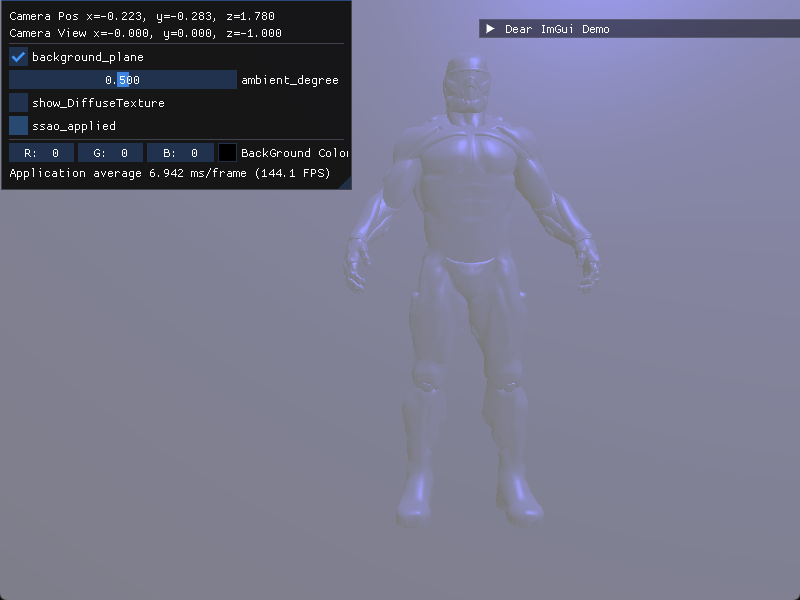 Camera Pos x=-0.223, y=-0.283, z=1.780
Camera View x=-0.000, y=0.000, z=-1.000
background_plane
0.500 ambient_degree
show_DiffuseTexture
ssao_applied
R: 0 G: 0 B: 0 BackGround Color
Application average 6.942 ms/frame (144.1 FPS)
Dear ImGui Demo